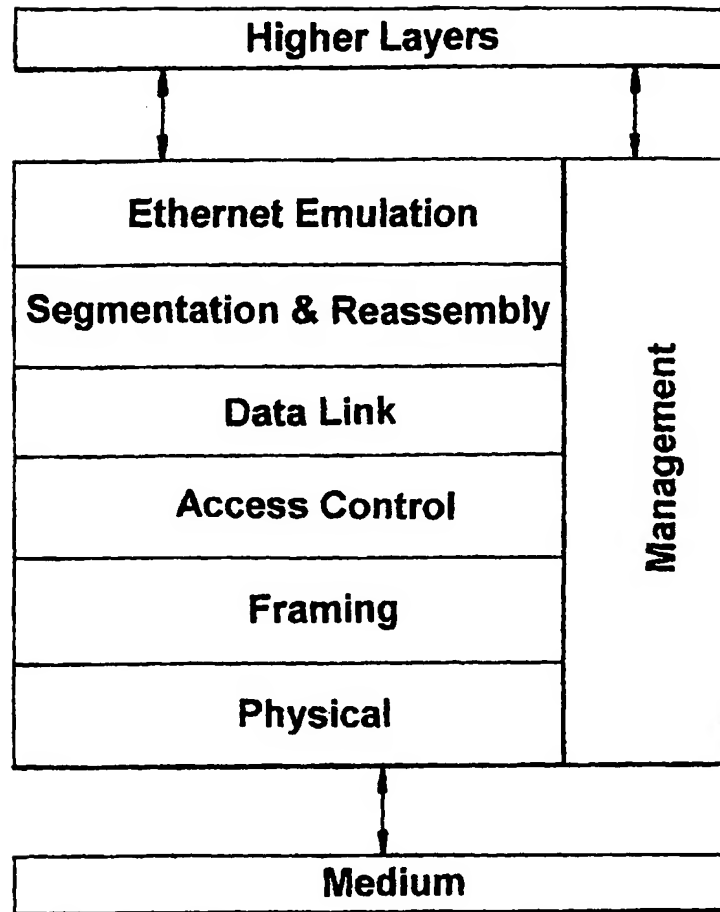 Higher Layers
Ethernet Emulation
Segmentation & Reassembly
Data Link
Access Control
Framing
Physical
Management
Medium